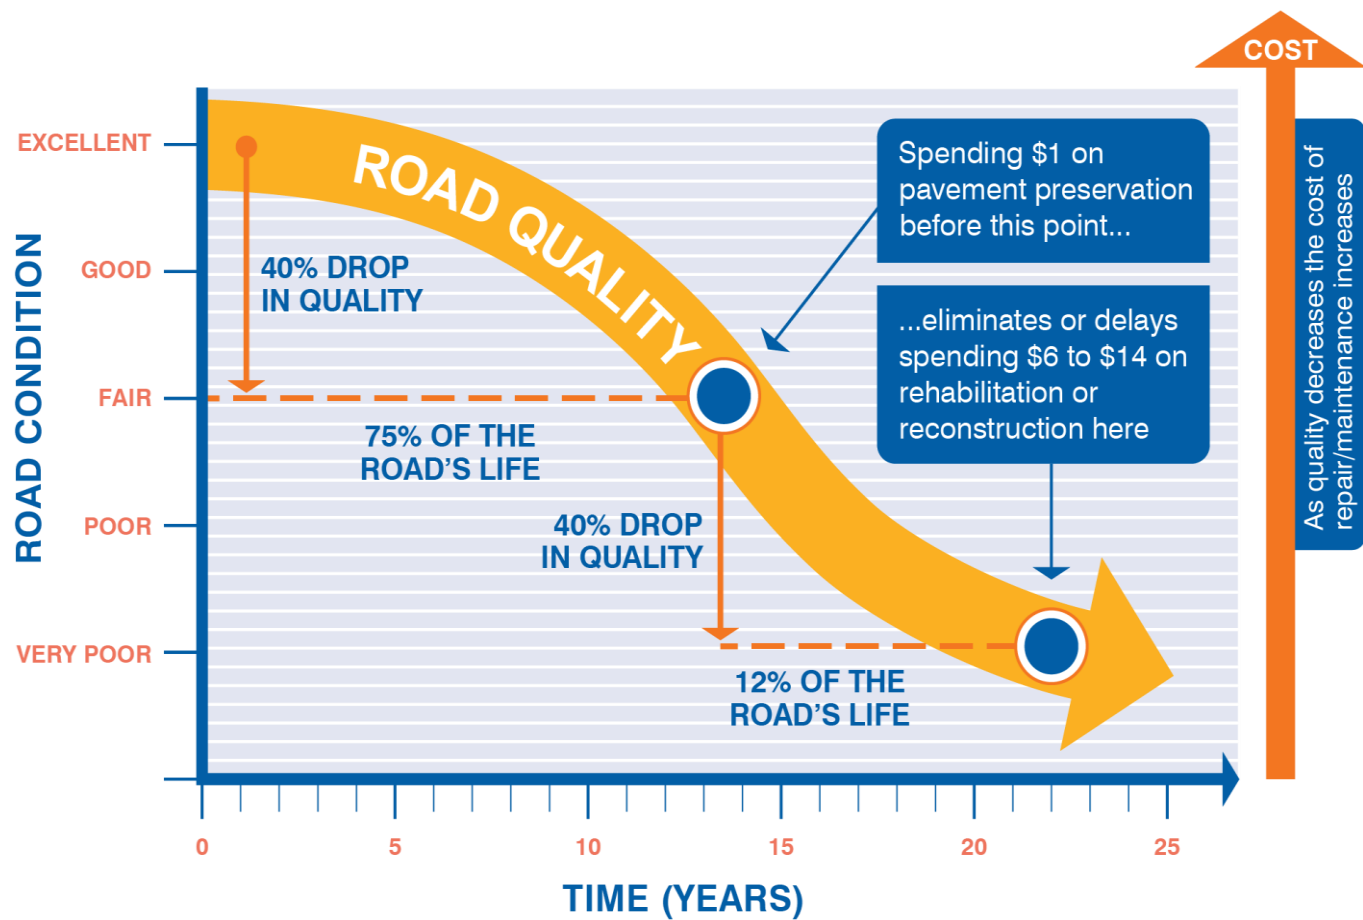 COST
EXCELLENT
GOOD
FAIR
POOR
VERY POOR
ROAD CONDITION
ROAD QUALITY
40% DROP
IN QUALITY
75% OF THE
ROAD'S LIFE
40% DROP
IN QUALITY
12% OF THE
ROAD'S LIFE
Spending $1 on
pavement preservation
before this point...
...eliminates or delays
spending $6 to $14 on
rehabilitation or
reconstruction here
As quality decreases the cost of
repair/maintenance increases
0 5 10 15 20 25
TIME (YEARS)